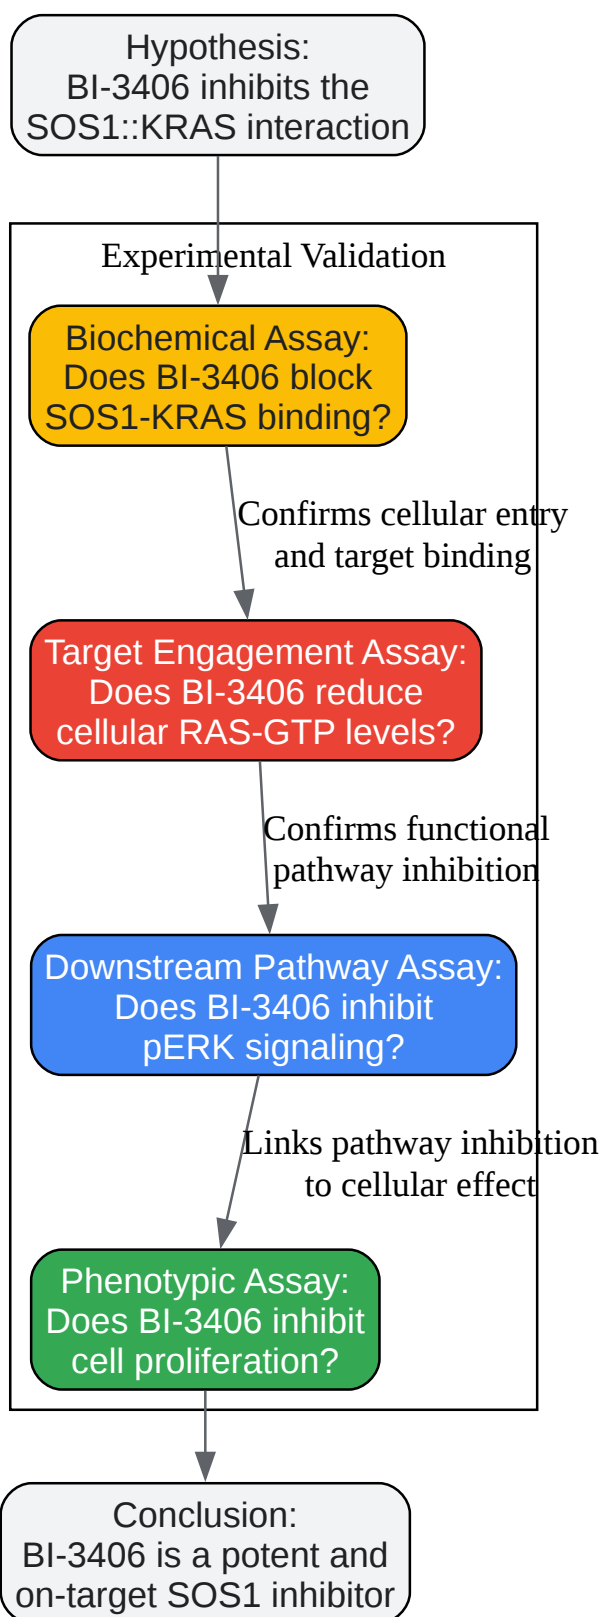 Hypothesis:
BI-3406 inhibits the
SOS1::KRAS interaction
Experimental Validation
Biochemical Assay:
Does BI-3406 block
SOS1-KRAS binding?
Confirms cellular entry
and target binding
Target Engagement Assay:
Does BI-3406 reduce
cellular RAS-GTP levels?
Confirms functional
pathway inhibition
Downstream Pathway Assay:
Does BI-3406 inhibit
pERK signaling?
Links pathway inhibition
to cellular effect
Phenotypic Assay:
Does BI-3406 inhibit
cell proliferation?
Conclusion:
BI-3406 is a potent and
on-target SOS1 inhibitor